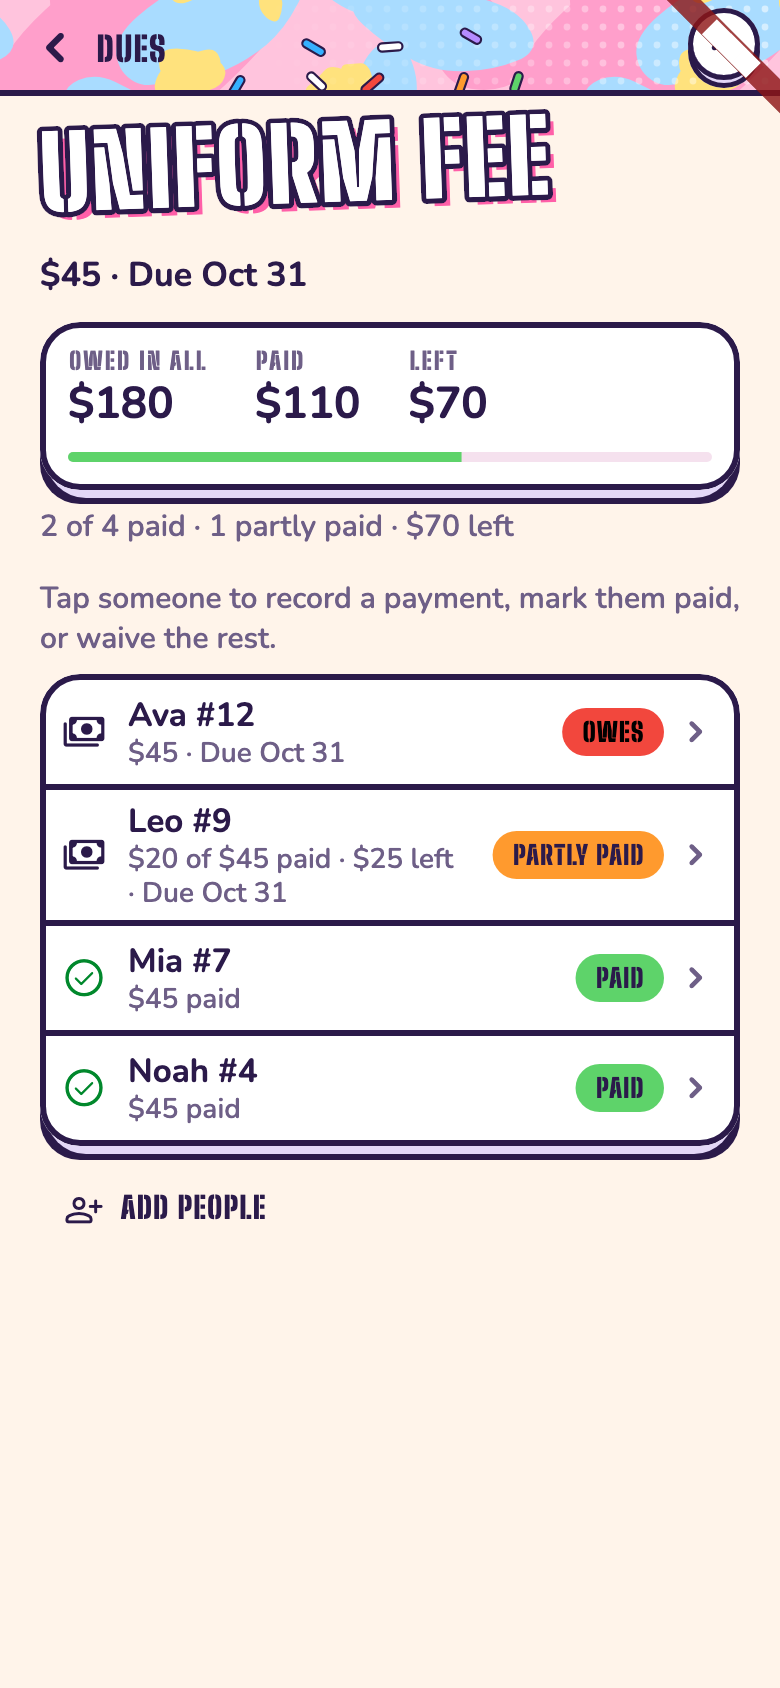 DUES
UNIFORM FEE
$45 · Due Oct 31
OWED IN ALL PAID LEFT
$180 $110 $70
2 of 4 paid · 1 partly paid · $70 left
Tap someone to record a payment, mark them paid,
or waive the rest.
Ava #12
$45 · Due Oct 31
OWES
Leo #9
$20 of $45 paid · $25 left
· Due Oct 31
PARTLY PAID
Mia #7
$45 paid
PAID
Noah #4
$45 paid
PAID
ADD PEOPLE